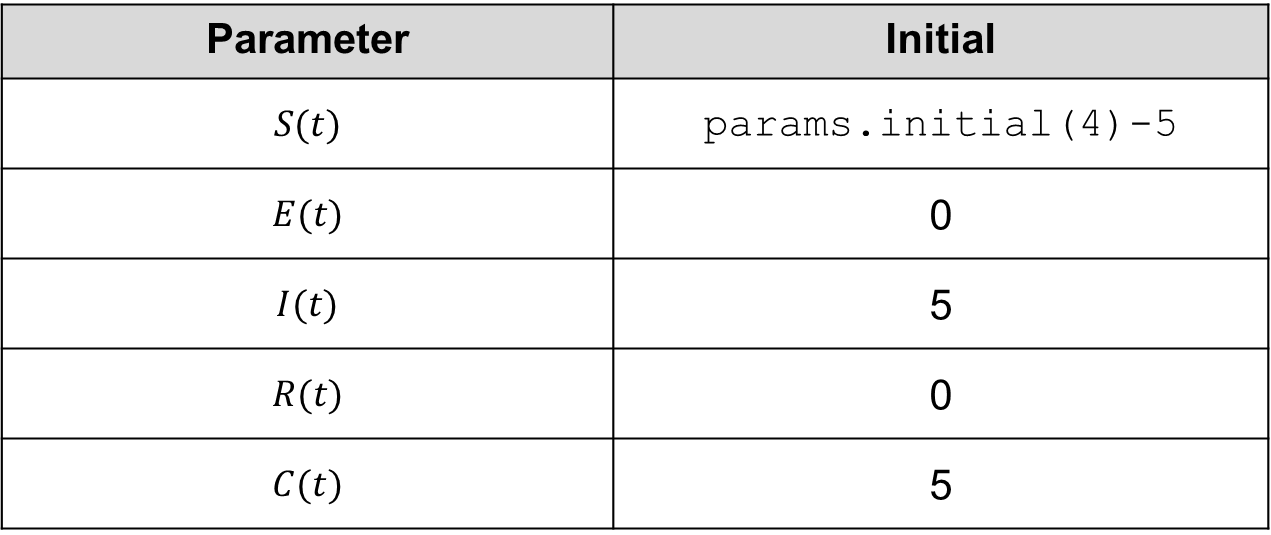 Parameter Initial
S(t) params.initial(4)-5
E(t) 0
I(t) 5
R(t) 0
C(t) 5